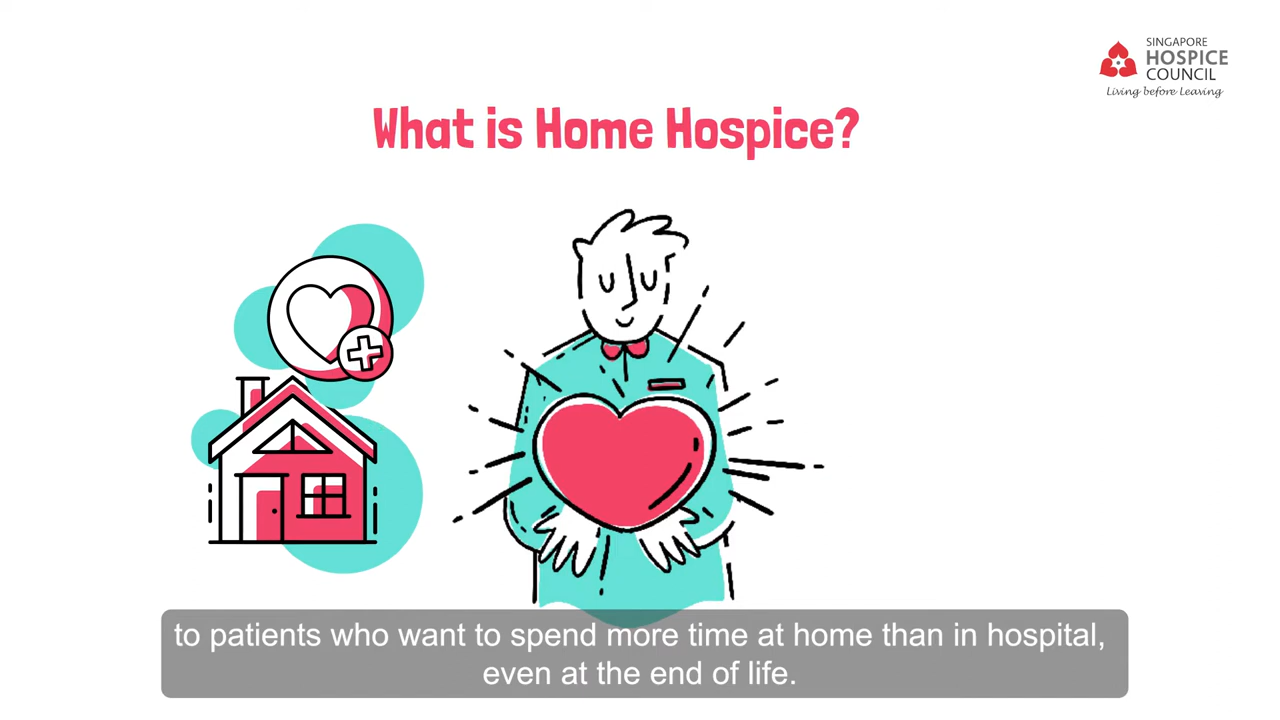 SINGAPORE
HOSPICE
COUNCIL
Living before Leaving
What is Home Hospice?
to patients who want to spend more time at home than in hospital,
even at the end of life.